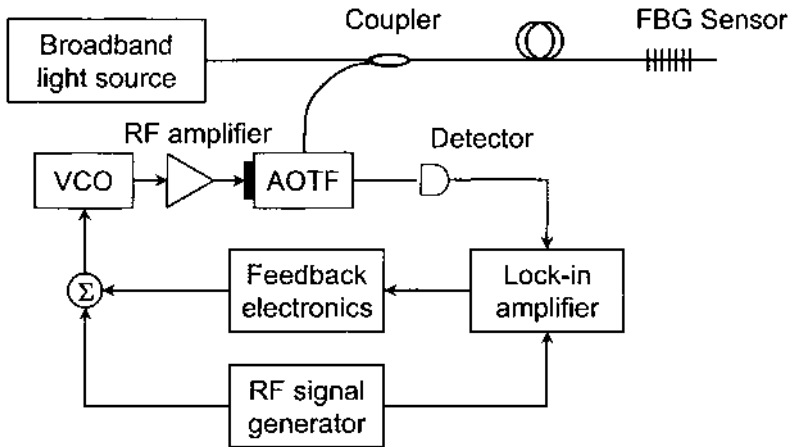 Coupler
FBG Sensor
Broadband
light source
RF amplifier
Detector
VCO
AOTF
Σ
Feedback
electronics
Lock-in
amplifier
RF signal
generator